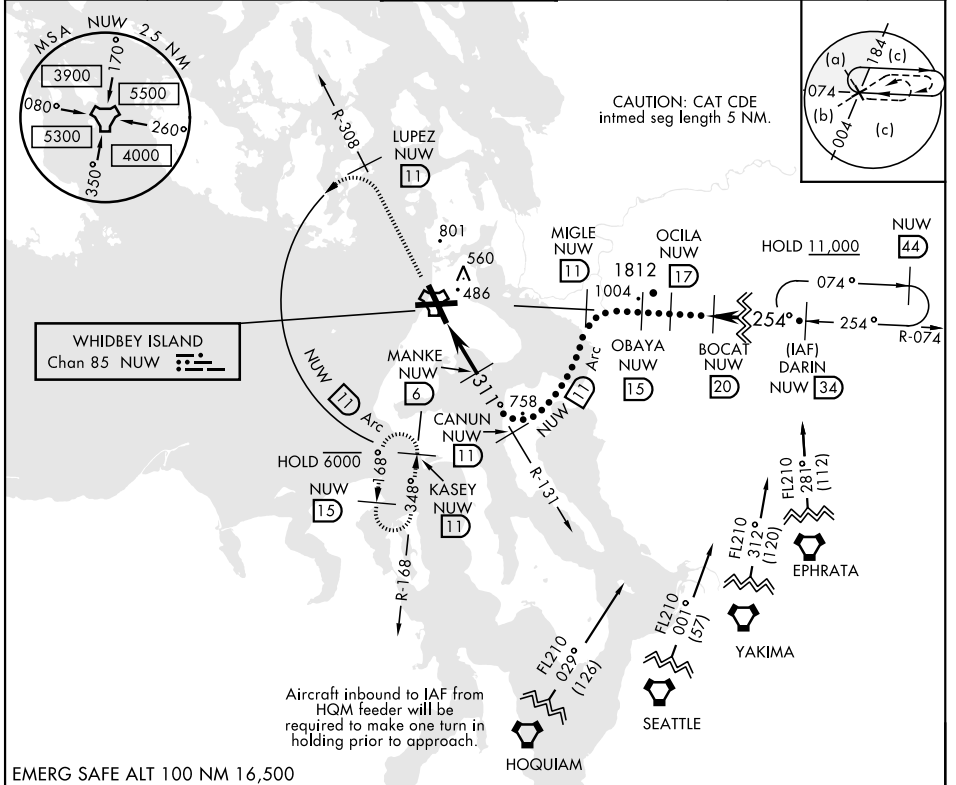 MSA NUW 25 NM
170°
3900
5500
080°
260°
5300
4000
350°
R-308
LUPEZ
NUW
11
CAUTION: CAT CDE
intmed seg length 5 NM.
(a)
184
(c)
074
(b)
004
(c)
801
560
486
MIGLE
NUW
11
1812
1004
OCILA
NUW
17
HOLD 11,000
NUW
44
074°
254°
254°
R-074
OBAYA
NUW
15
BOCAT
NUW
20
(IAF)
DARIN
NUW 34
WHIDBEY ISLAND
Chan 85 NUW
MANKE
NUW
6
311°
758
NUW 11 Arc
NUW 11 Arc
CANUN
NUW
11
R-131
HOLD 6000
168°
348°
NUW
15
KASEY
NUW
11
R-168
FL210
281°
(112)
EPHRATA
FL210
312°
(120)
YAKIMA
FL210
001°
(57)
SEATTLE
FL210
029°
(126)
HOQUIAM
Aircraft inbound to IAF from
HQM feeder will be
required to make one turn in
holding prior to approach.
EMERG SAFE ALT 100 NM 16,500